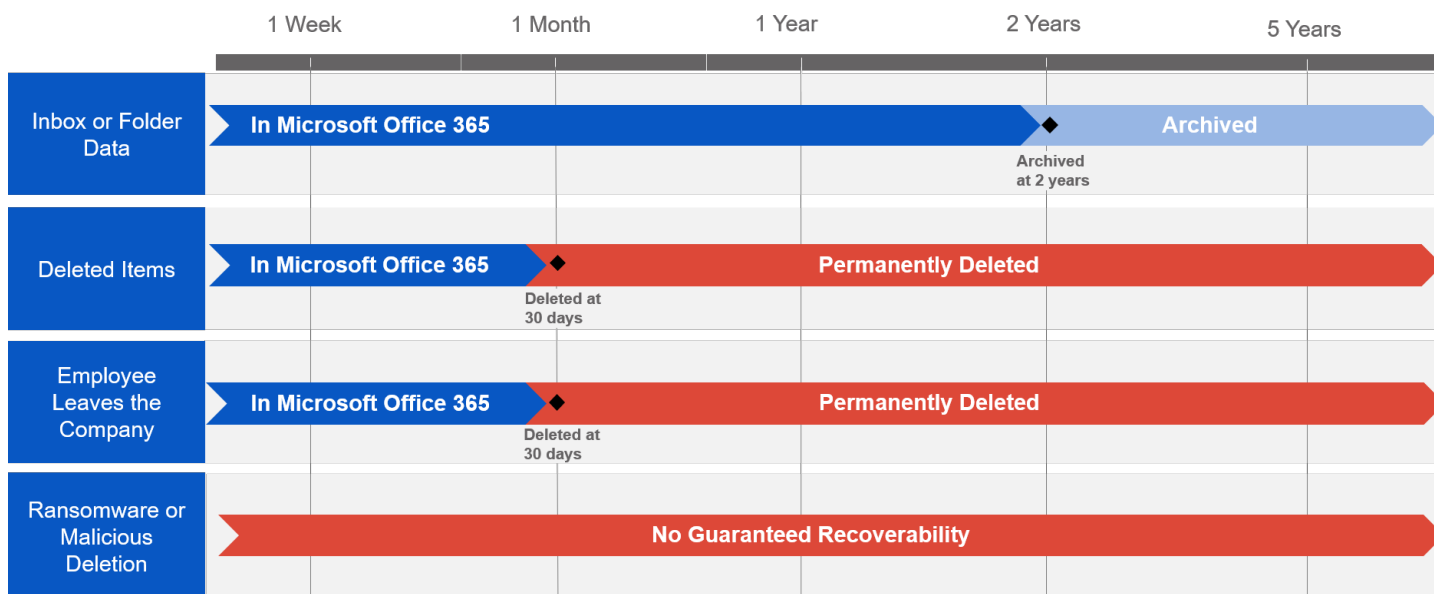 1 Week
1 Month
1 Year
2 Years
5 Years
Inbox or Folder
Data
In Microsoft Office 365
Archived
Archived
at 2 years
Deleted Items
In Microsoft Office 365
Permanently Deleted
Deleted at
30 days
Employee
Leaves the
Company
In Microsoft Office 365
Permanently Deleted
Deleted at
30 days
Ransomware or
Malicious
Deletion
No Guaranteed Recoverability